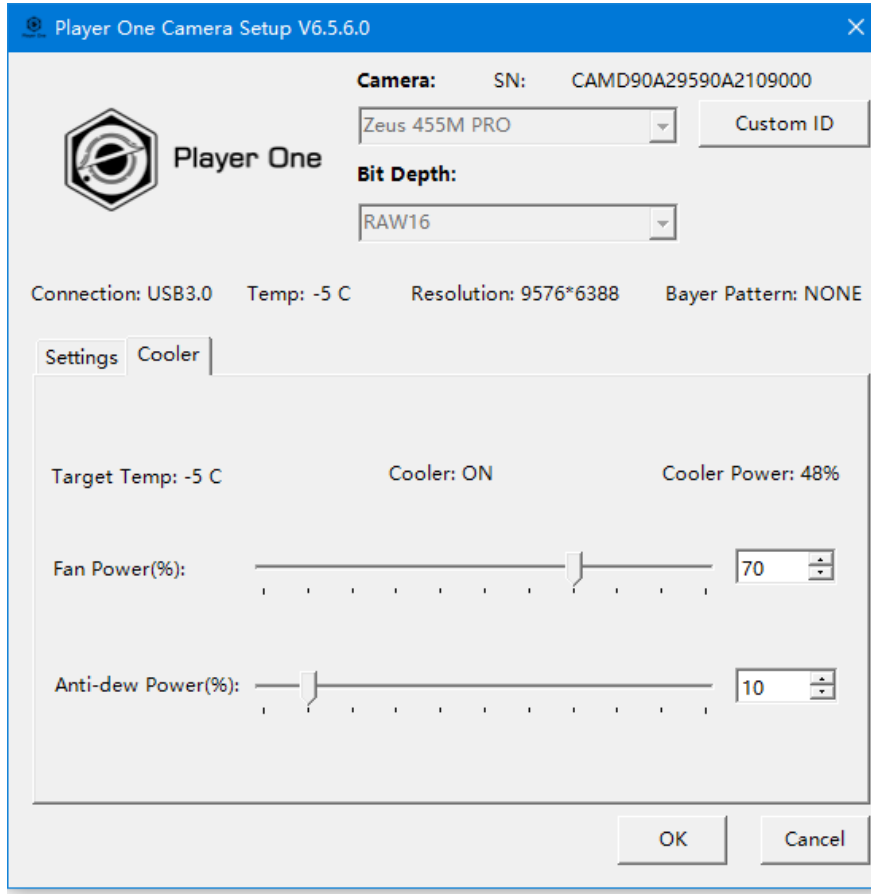 Player One Camera Setup V6.5.6.0
Camera: SN: CAMD90A29590A2109000
Zeus 455M PRO Custom ID
Player One
Bit Depth:
RAW16
Connection: USB3.0 Temp: -5 C Resolution: 9576*6388 Bayer Pattern: NONE
Settings Cooler
Target Temp: -5 C Cooler: ON Cooler Power: 48%
Fan Power(%): 70
Anti-dew Power(%): 10
OK Cancel